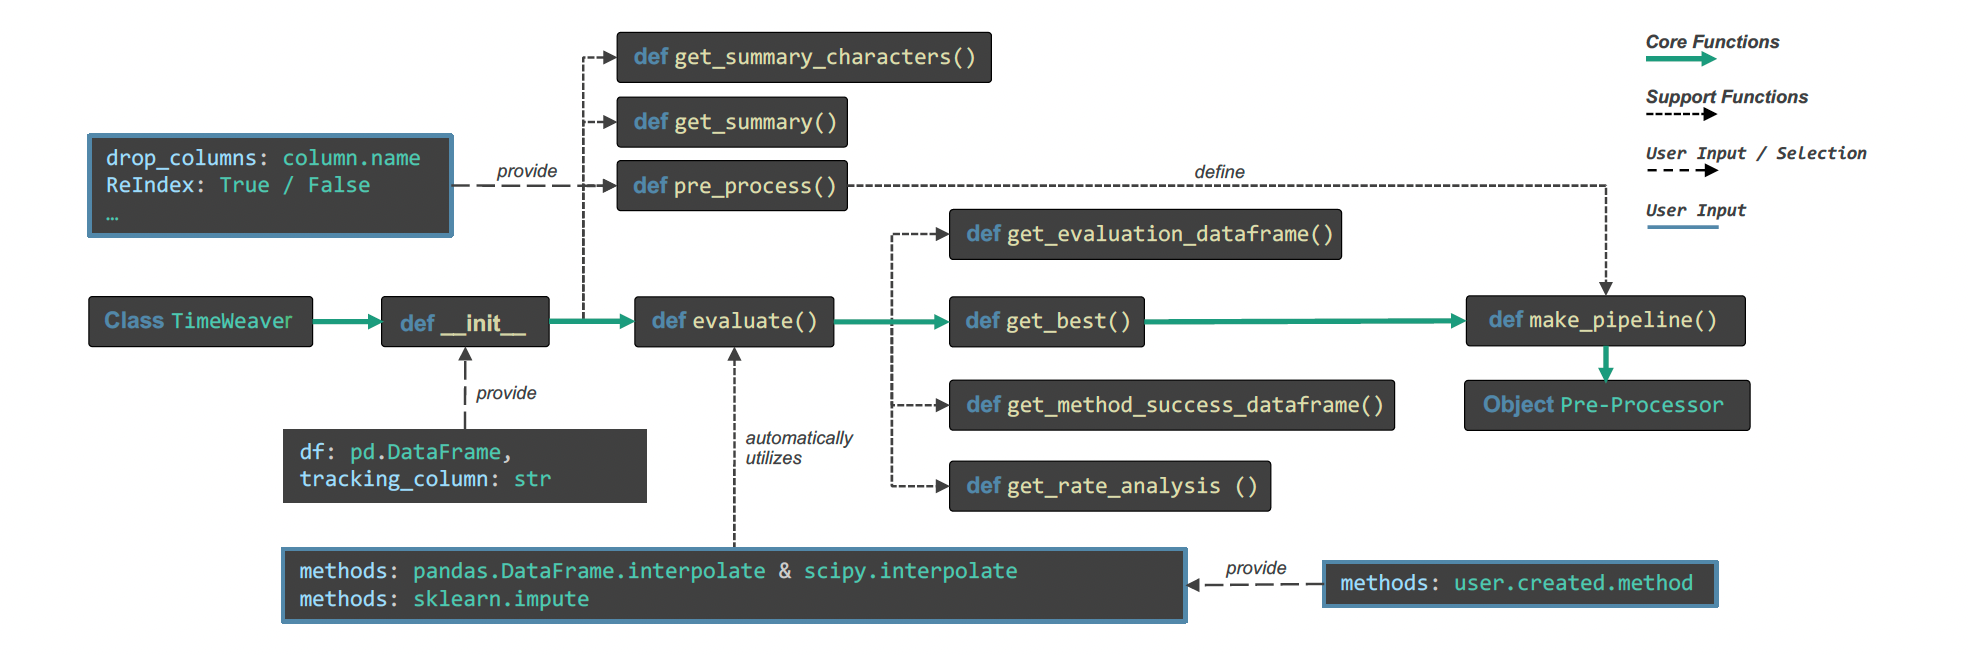 def get_summary_characters()
Core Functions
def get_summary()
Support Functions
drop_columns: column.name
ReIndex: True / False
…
provide
def pre_process()
define
User Input / Selection
User Input
def get_evaluation_dataframe()
Class TimeWeaver
def __init__
def evaluate()
def get_best()
def make_pipeline()
provide
def get_method_success_dataframe()
Object Pre-Processor
df: pd.DataFrame,
tracking_column: str
automatically
utilizes
def get_rate_analysis ()
methods: pandas.DataFrame.interpolate & scipy.interpolate
methods: sklearn.impute
provide
methods: user.created.method